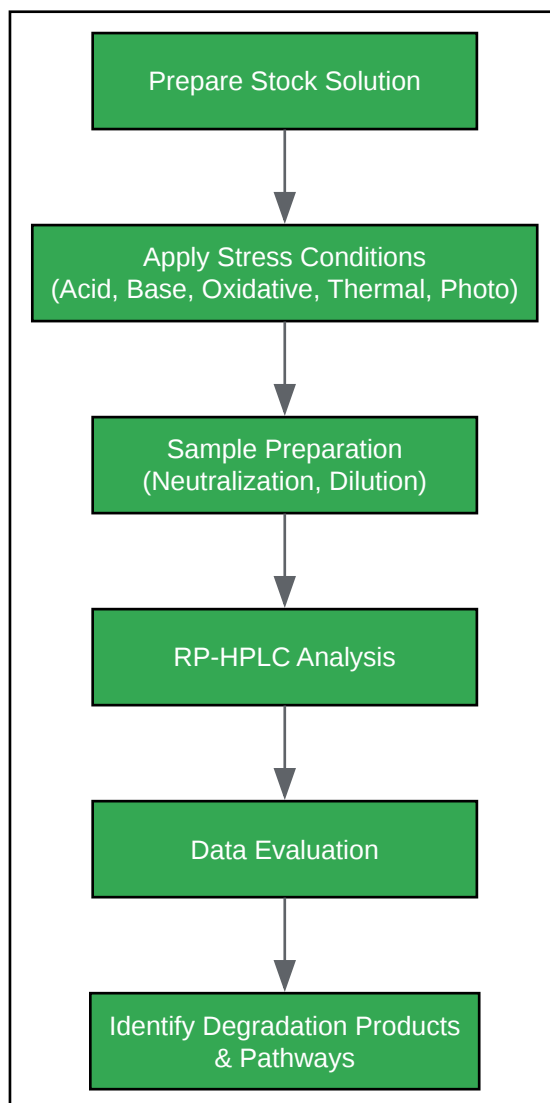 Prepare Stock Solution
Apply Stress Conditions
(Acid, Base, Oxidative, Thermal, Photo)
Sample Preparation
(Neutralization, Dilution)
RP-HPLC Analysis
Data Evaluation
Identify Degradation Products
& Pathways